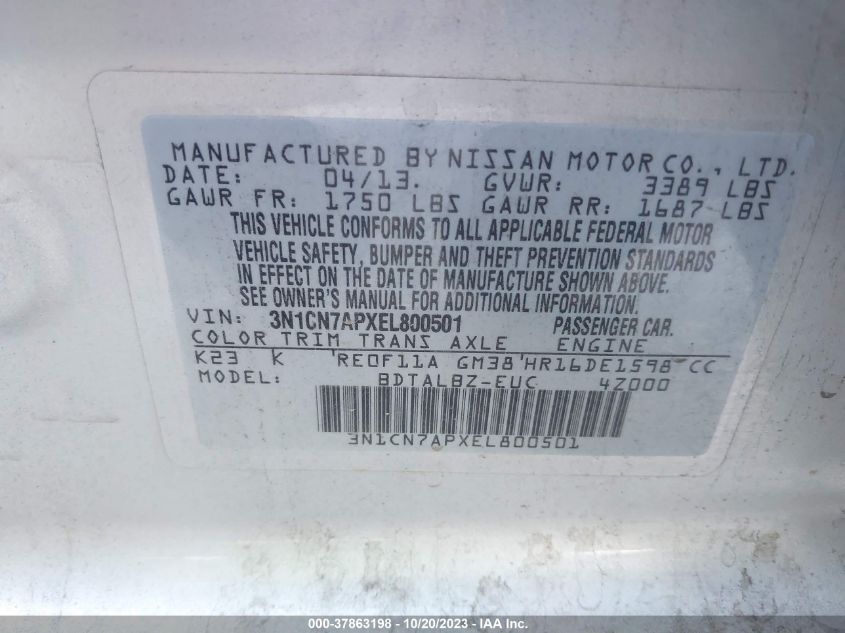 MANUFACTURED BY NISSAN MOTOR CO., LTD.
DATE: 04/13. GVWR: 3389 LBS
GAWR FR: 1750 LBS GAWR RR: 1687 LBS
THIS VEHICLE CONFORMS TO ALL APPLICABLE FEDERAL MOTOR
VEHICLE SAFETY, BUMPER AND THEFT PREVENTION STANDARDS
IN EFFECT ON THE DATE OF MANUFACTURE SHOWN ABOVE.
SEE OWNER'S MANUAL FOR ADDITIONAL INFORMATION.
VIN: 3N1CN7APXEL800501 PASSENGER CAR.
COLOR TRIM TRANS AXLE ENGINE
K23 K RE0F11A GM38 HR16DE1598 CC
MODEL: BDTALBZ-EUC 4Z000
3N1CN7APXEL800501
000-37863198 - 10/20/2023 - IAA Inc.